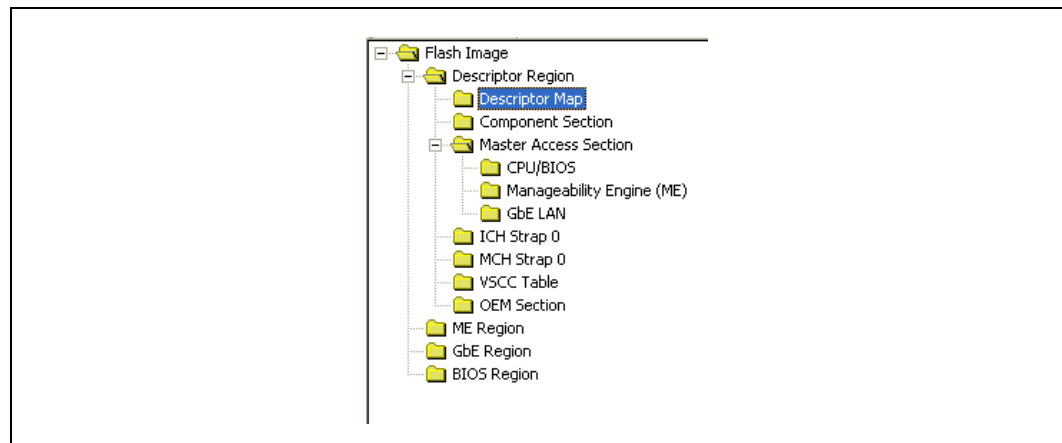 Flash Image
Descriptor Region
Descriptor Map
Component Section
Master Access Section
CPU/BIOS
Manageability Engine (ME)
GbE LAN
ICH Strap 0
MCH Strap 0
VSCC Table
OEM Section
ME Region
GbE Region
BIOS Region